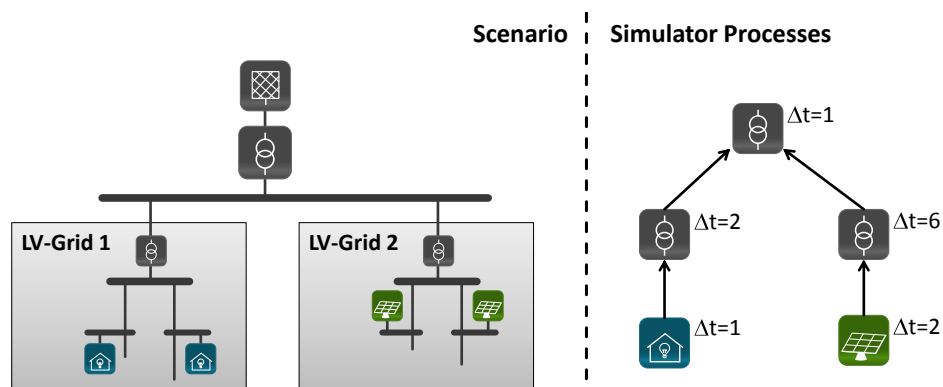 Scenario
Simulator Processes
Δt=1
LV-Grid 1
LV-Grid 2
Δt=2
Δt=6
Δt=1
Δt=2